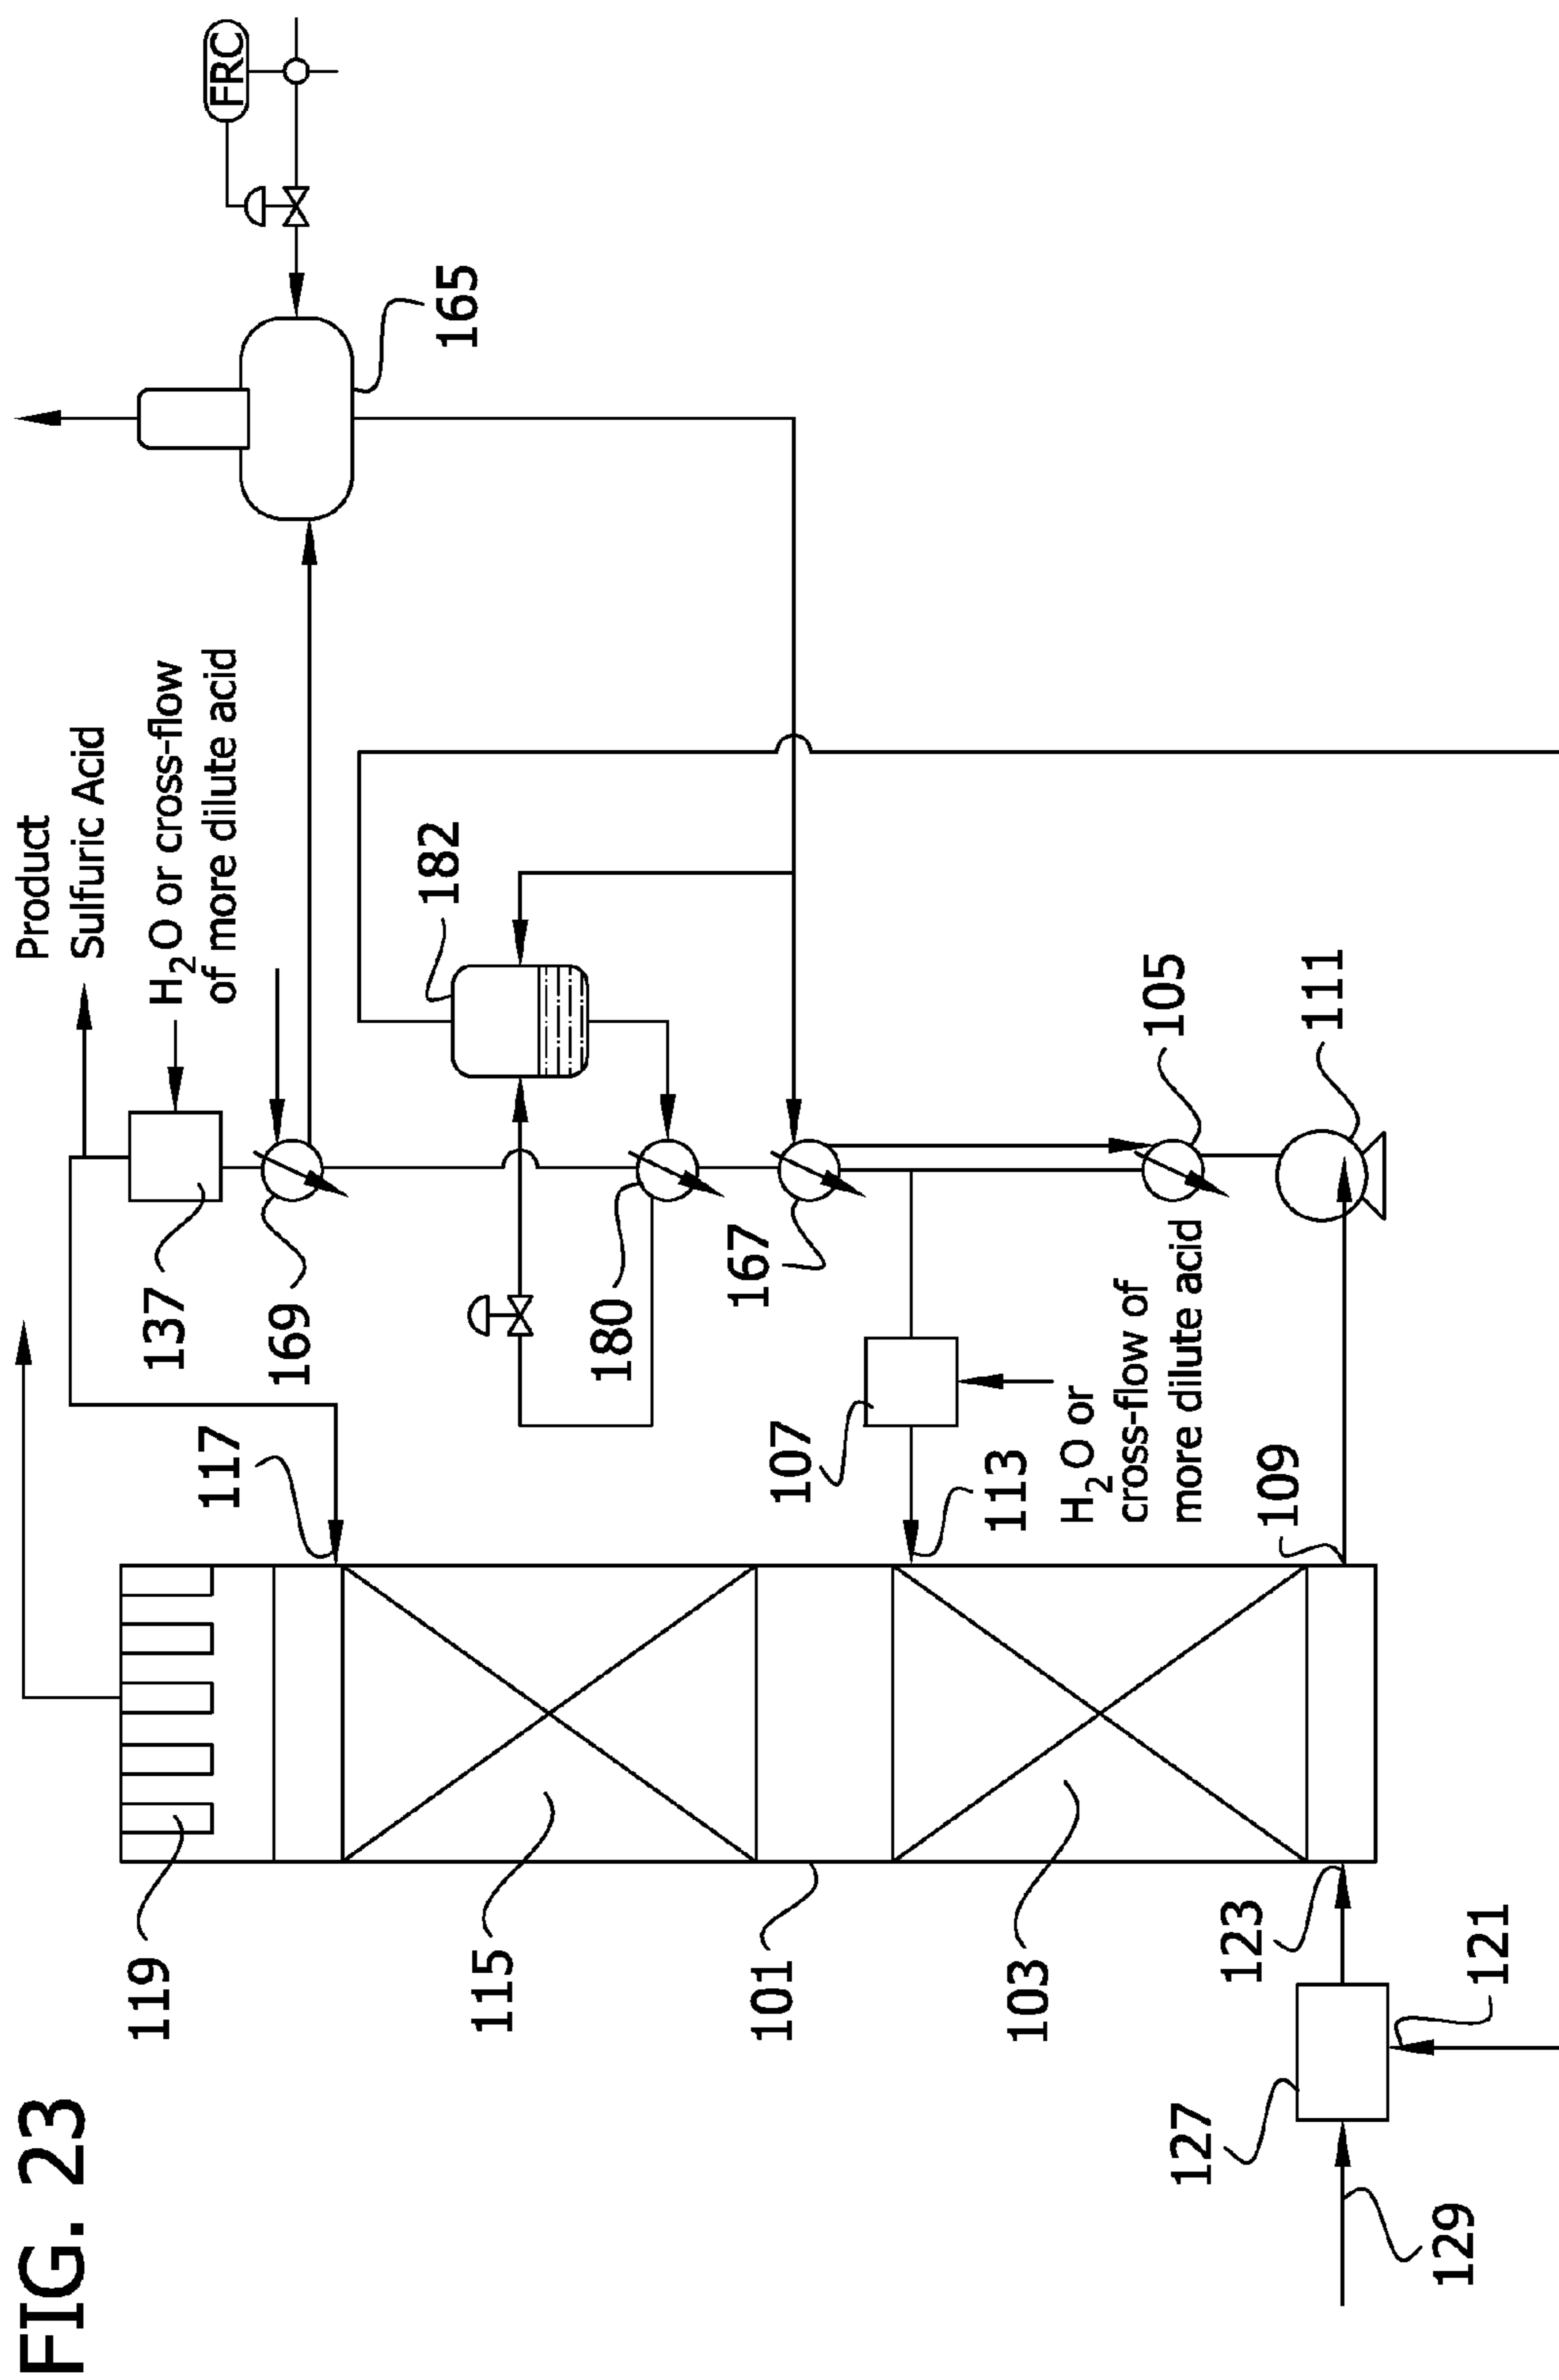 FIG. 23
FRC
165
Product
Sulfuric Acid
H₂O or cross-flow
of more dilute acid
182
137
169
180
167
105
111
117
107
113
H₂O or
cross-flow of
more dilute acid
109
119
115
101
103
123
121
127
129